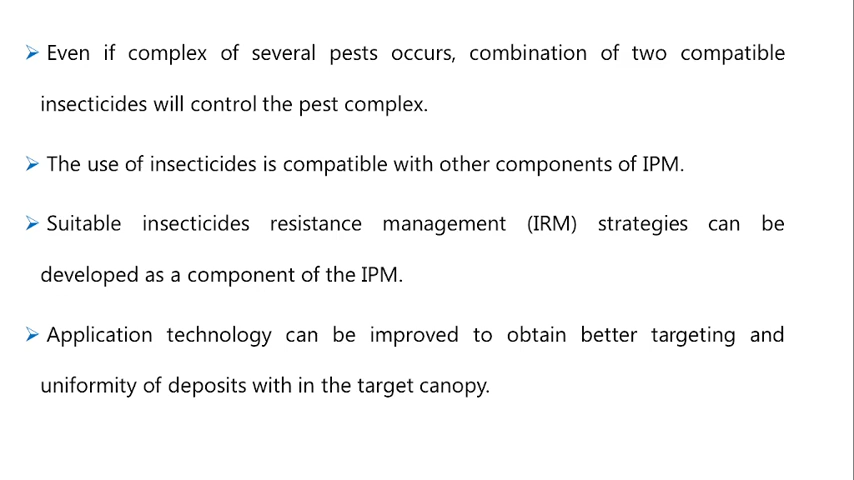 ➢ Even if complex of several pests occurs, combination of two compatible
insecticides will control the pest complex.
➢ The use of insecticides is compatible with other components of IPM.
➢ Suitable insecticides resistance management (IRM) strategies can be
developed as a component of the IPM.
➢ Application technology can be improved to obtain better targeting and
uniformity of deposits with in the target canopy.